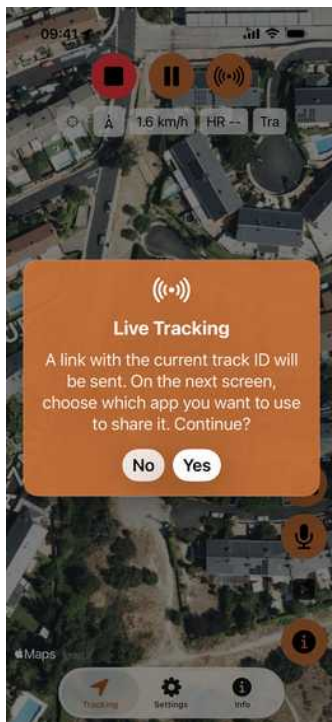 09:41
1.6 km/h HR -- Tra
Live Tracking
A link with the current track ID will
be sent. On the next screen,
choose which app you want to use
to share it. Continue?
No Yes
Maps
Tracking Settings Info